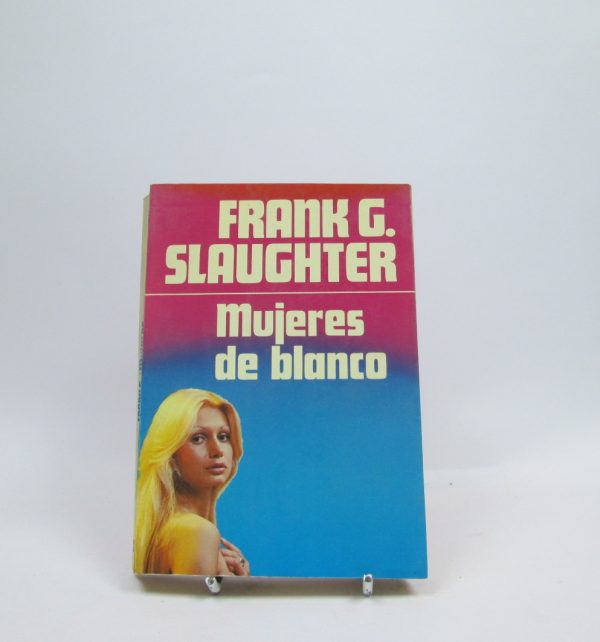 FRANK G.
SLAUGHTER
Mujeres
de blanco